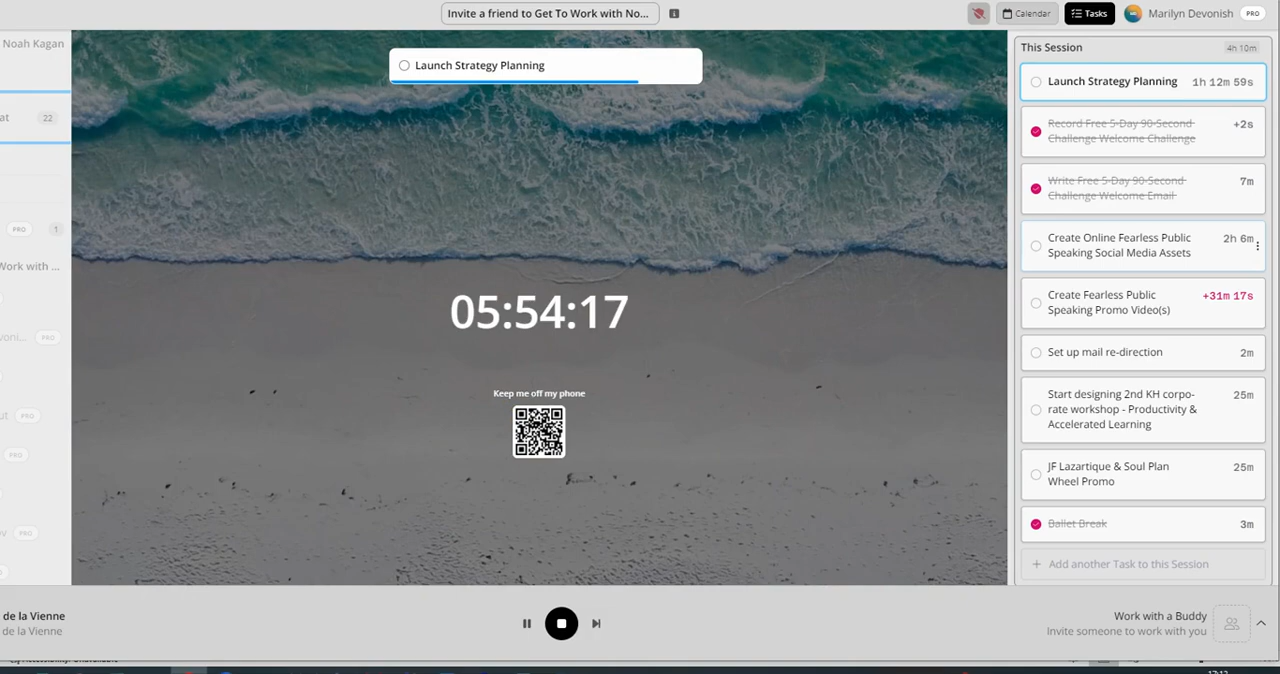 Invite a friend to Get To Work with No...
Calendar
Tasks
Marilyn Devonish
PRO
Noah Kagan
at
22
PRO
1
Work with ...
PRO
PRO
PRO
PRO
Launch Strategy Planning
05:54:17
Keep me off my phone
This Session
4h 10m
Launch Strategy Planning
1h 12m 59s
Record Free 5-Day 90-Second
Challenge Welcome Challenge
+2s
Write Free 5-Day 90-Second
Challenge Welcome Email
7m
Create Online Fearless Public
Speaking Social Media Assets
2h 6m
Create Fearless Public
Speaking Promo Video(s)
+31m 17s
Set up mail re-direction
2m
Start designing 2nd KH corpo-
rate workshop - Productivity &
Accelerated Learning
25m
JF Lazartique & Soul Plan
Wheel Promo
25m
Ballet Break
3m
+ Add another Task to this Session
de la Vienne
de la Vienne
Work with a Buddy
Invite someone to work with you